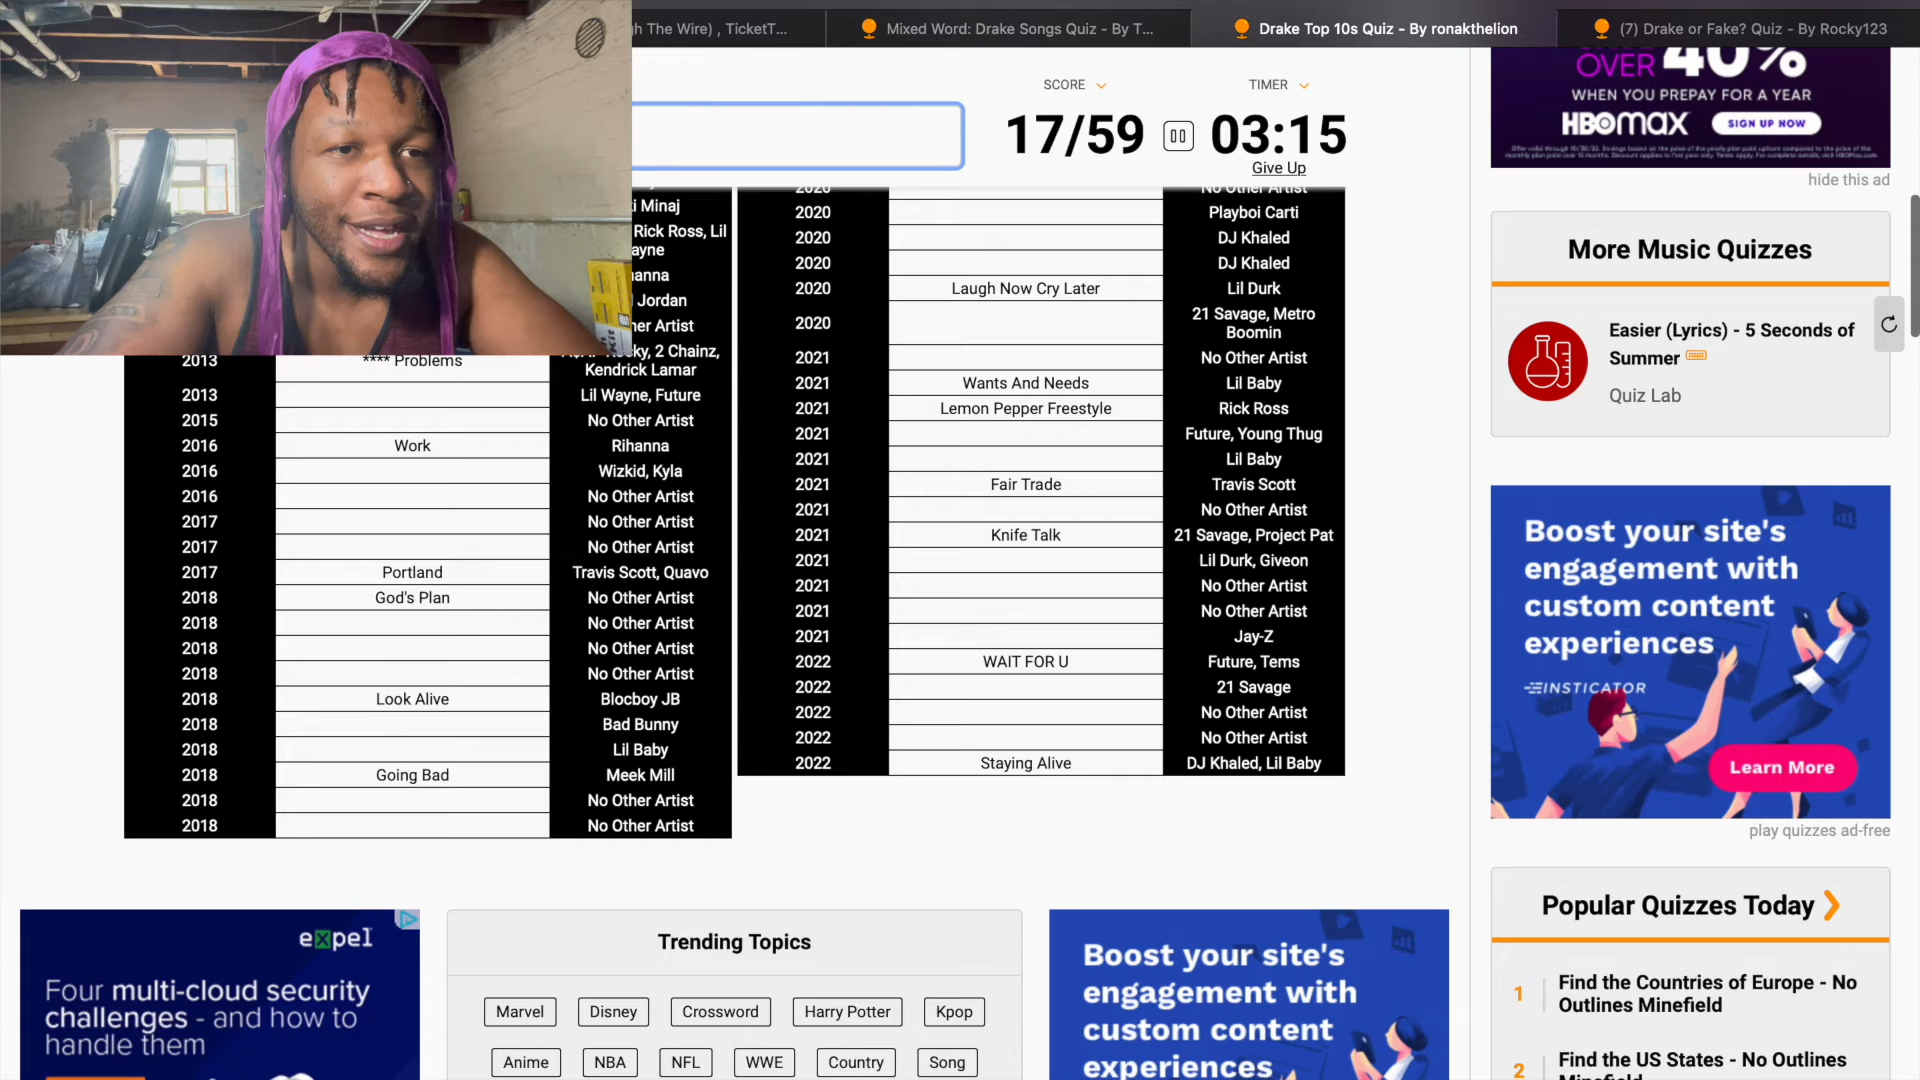 gh The Wire) , TicketT...
Mixed Word: Drake Songs Quiz - By T...
Drake Top 10s Quiz - By ronakthelion
(7) Drake or Fake? Quiz - By Rocky123
SCORE
TIMER
17/59
03:15
Give Up
i Minaj
Rick Ross, Lil
ayne
anna
Jordan
er Artist
2013 **** Problems ky, 2 Chainz,
Kendrick Lamar
2013 Lil Wayne, Future
2015 No Other Artist
2016 Work Rihanna
2016 Wizkid, Kyla
2016 No Other Artist
2017 No Other Artist
2017 No Other Artist
2017 Portland Travis Scott, Quavo
2018 God's Plan No Other Artist
2018 No Other Artist
2018 No Other Artist
2018 No Other Artist
2018 Look Alive Blocboy JB
2018 Bad Bunny
2018 Lil Baby
2018 Going Bad Meek Mill
2018 No Other Artist
2018 No Other Artist
2020 No Other Artist
2020 Playboi Carti
2020 DJ Khaled
2020 DJ Khaled
2020 Laugh Now Cry Later Lil Durk
2020 21 Savage, Metro
Boomin
2021 No Other Artist
2021 Wants And Needs Lil Baby
2021 Lemon Pepper Freestyle Rick Ross
2021 Future, Young Thug
2021 Lil Baby
2021 Fair Trade Travis Scott
2021 No Other Artist
2021 Knife Talk 21 Savage, Project Pat
2021 Lil Durk, Giveon
2021 No Other Artist
2021 No Other Artist
2021 Jay-Z
2022 WAIT FOR U Future, Tems
2022 21 Savage
2022 No Other Artist
2022 No Other Artist
2022 Staying Alive DJ Khaled, Lil Baby
OVER 40%
WHEN YOU PREPAY FOR A YEAR
HBOMAX SIGN UP NOW
hide this ad
More Music Quizzes
Easier (Lyrics) - 5 Seconds of
Summer
Quiz Lab
Boost your site's
engagement with
custom content
experiences
INSTICATOR
Learn More
play quizzes ad-free
Popular Quizzes Today
1 Find the Countries of Europe - No
Outlines Minefield
2 Find the US States - No Outlines
expel
Four multi-cloud security
challenges - and how to
handle them
Trending Topics
Marvel Disney Crossword Harry Potter Kpop
Anime NBA NFL WWE Country Song
Boost your site's
engagement with
custom content
experiences